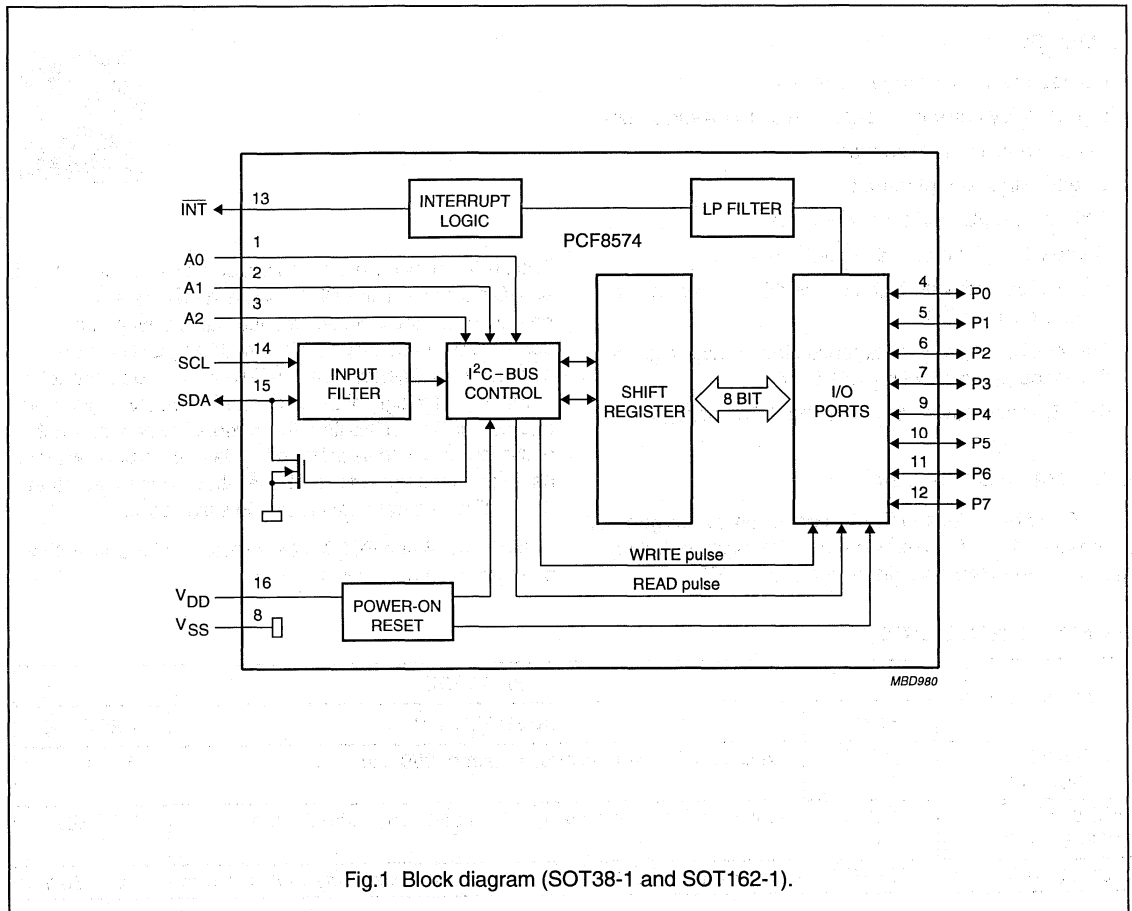 INTERRUPT
LOGIC
LP FILTER
PCF8574
INT
13
A0
1
A1
2
A2
3
SCL
14
SDA
15
INPUT
FILTER
I²C-BUS
CONTROL
SHIFT
REGISTER
8 BIT
I/O
PORTS
4
P0
5
P1
6
P2
7
P3
9
P4
10
P5
11
P6
12
P7
WRITE pulse
READ pulse
VDD
16
VSS
8
POWER-ON
RESET
MBD980
Fig.1 Block diagram (SOT38-1 and SOT162-1).